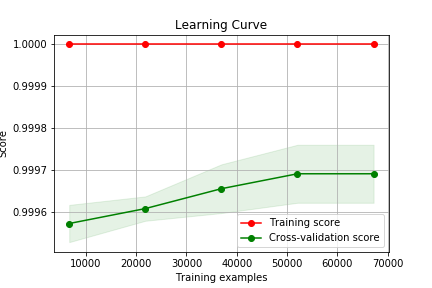 Learning Curve
1.0000
0.9999
0.9998
0.9997
0.9996
Score
Training score
Cross-validation score
10000 20000 30000 40000 50000 60000 70000
Training examples